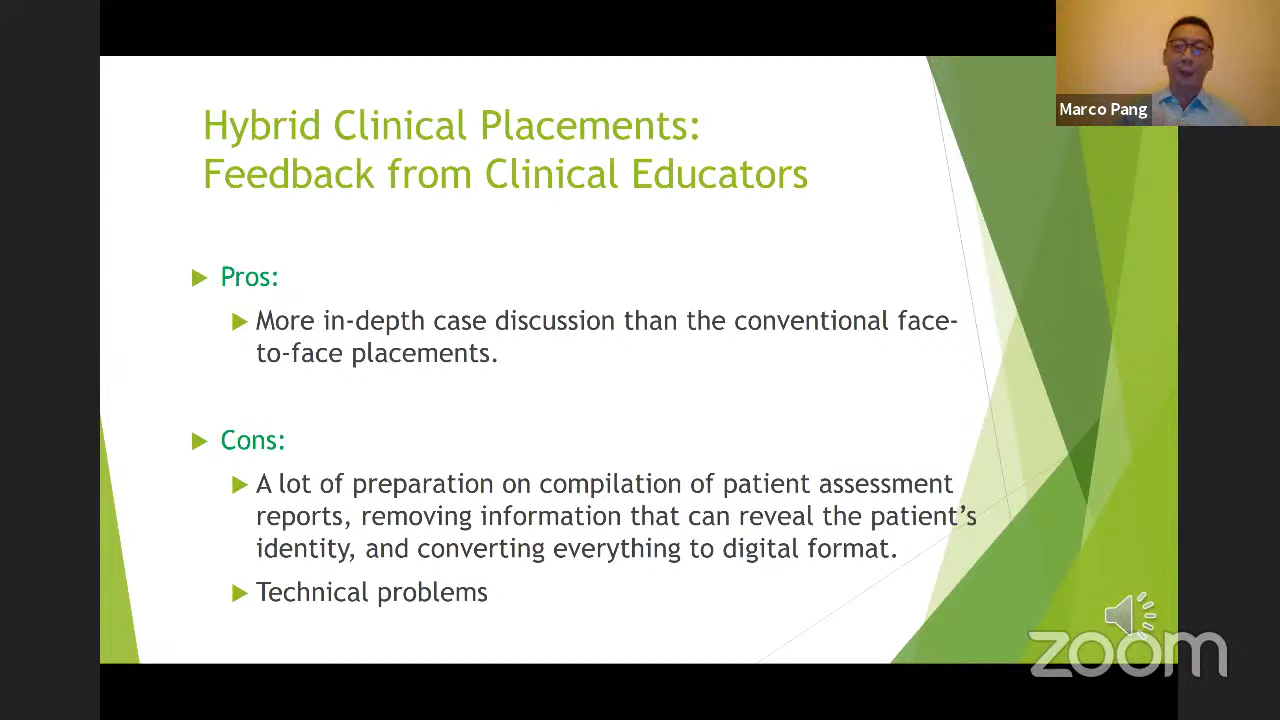 Marco Pang
Hybrid Clinical Placements:
Feedback from Clinical Educators
Pros:
More in-depth case discussion than the conventional face-
to-face placements.
Cons:
A lot of preparation on compilation of patient assessment
reports, removing information that can reveal the patient’s
identity, and converting everything to digital format.
Technical problems
zoom